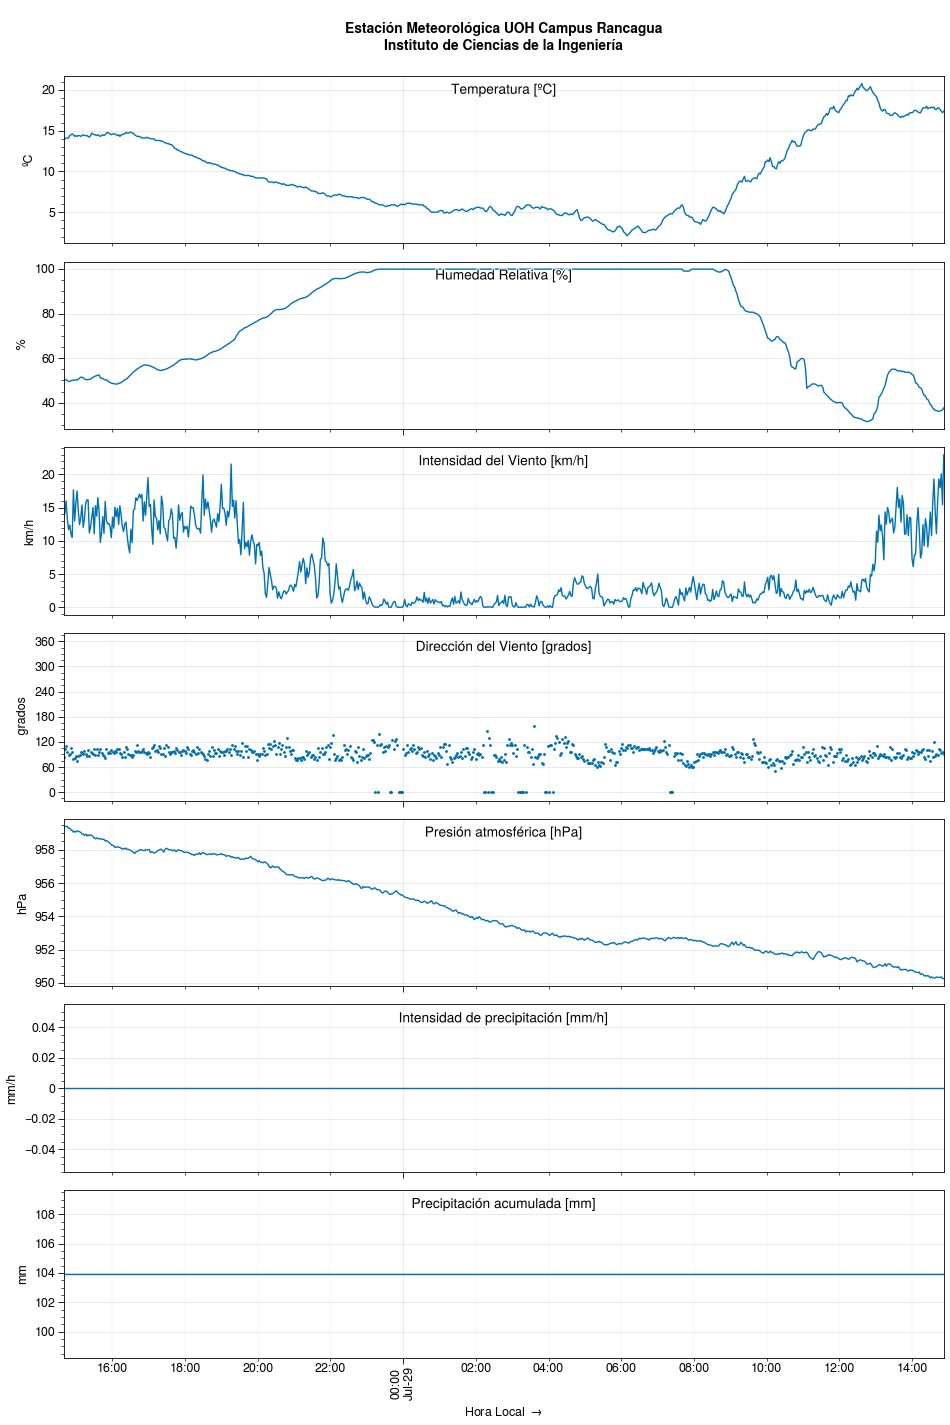 Estación Meteorológica UOH Campus Rancagua
Instituto de Ciencias de la Ingeniería
Temperatura [ºC]
20
15
10
5
ºC
Humedad Relativa [%]
100
80
60
40
%
Intensidad del Viento [km/h]
20
15
10
5
0
km/h
Dirección del Viento [grados]
360
300
240
180
120
60
0
grados
Presión atmosférica [hPa]
958
956
954
952
950
hPa
Intensidad de precipitación [mm/h]
0.04
0.02
0
−0.02
−0.04
mm/h
Precipitación acumulada [mm]
108
106
104
102
100
mm
16:00 18:00 20:00 22:00 00:00 02:00 04:00 06:00 08:00 10:00 12:00 14:00
Jul-29
Hora Local →